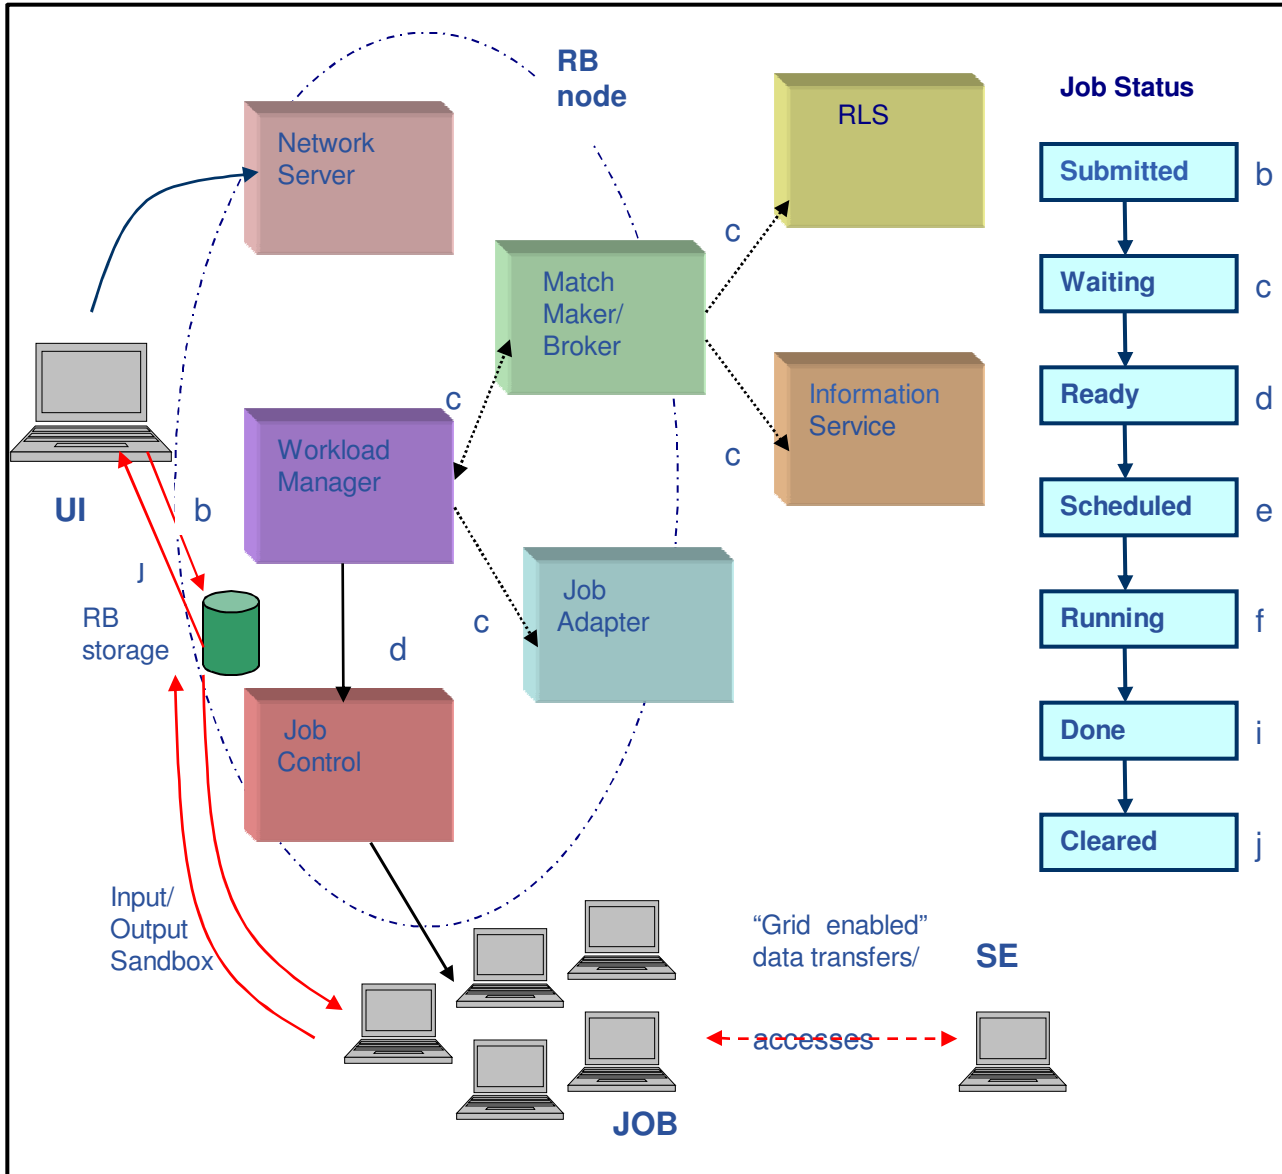 RB
node
Job Status
Network
Server
RLS
Submitted
b
c
Match
Maker/
Broker
Waiting
c
Information
Service
Ready
d
c
c
Workload
Manager
UI
b
Scheduled
e
J
RB
storage
d
c
Job
Adapter
Running
f
Job
Control
Done
i
Cleared
j
Input/
Output
Sandbox
“Grid enabled”
data transfers/
SE
accesses
JOB